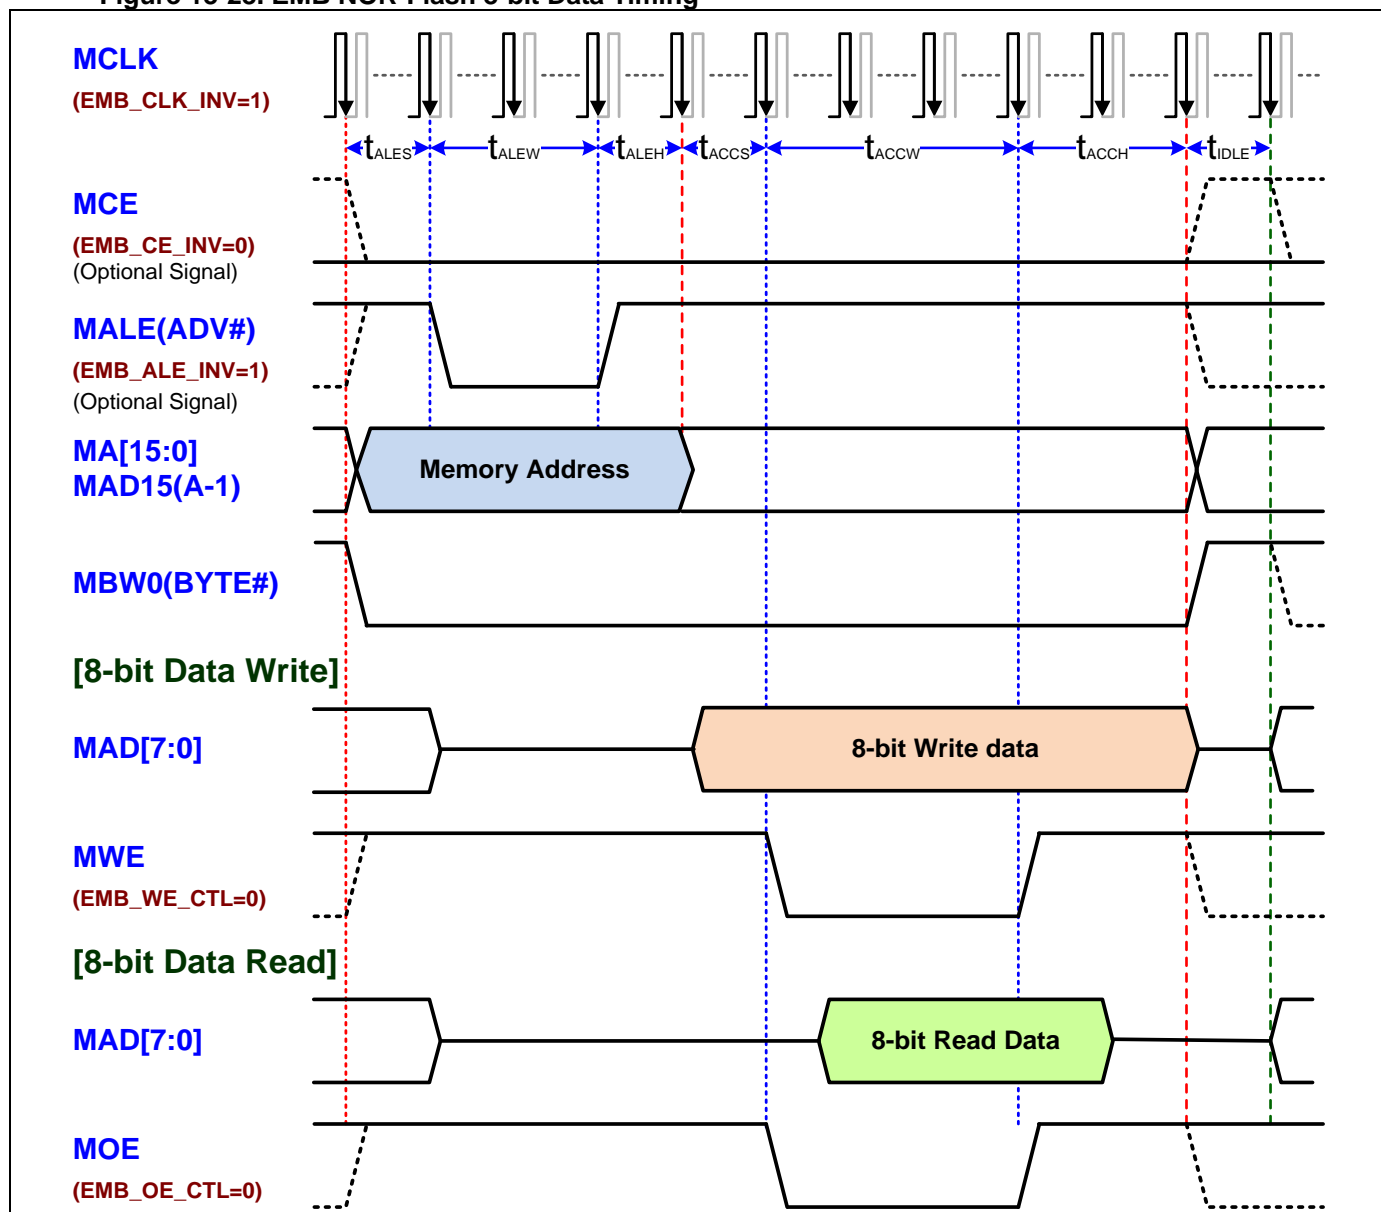 MCLK
(EMB_CLK_INV=1)
tALES tALEW tALEH tACCS tACCW tACCH tIDLE
MCE
(EMB_CE_INV=0)
(Optional Signal)
MALE(ADV#)
(EMB_ALE_INV=1)
(Optional Signal)
MA[15:0]
MAD15(A-1)
Memory Address
MBW0(BYTE#)
[8-bit Data Write]
MAD[7:0]
8-bit Write data
MWE
(EMB_WE_CTL=0)
[8-bit Data Read]
MAD[7:0]
8-bit Read Data
MOE
(EMB_OE_CTL=0)